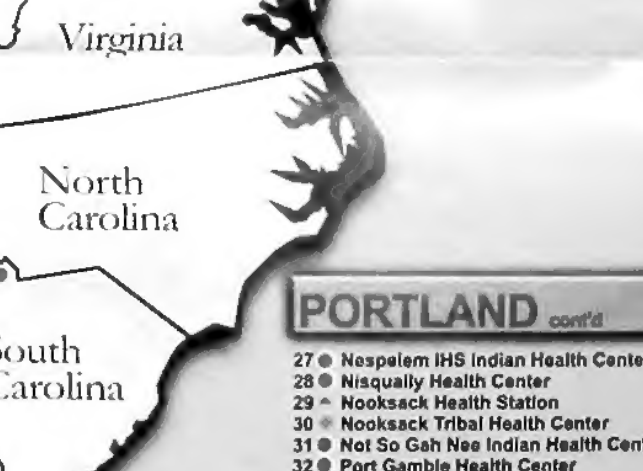 Virginia
North
Carolina
South
Carolina
PORTLAND cont'd
27 Nespelem IHS Indian Health Cente
28 Nisqually Health Center
29 Nooksack Health Station
30 Nooksack Tribal Health Center
31 Not So Gah Nee Indian Health Cen
32 Port Gamble Health Center